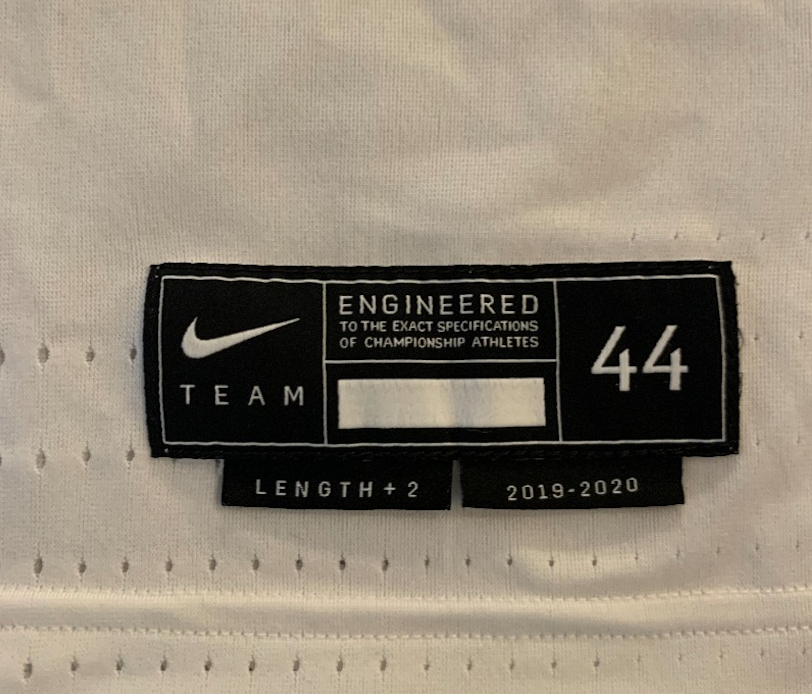 ENGINEERED
TO THE EXACT SPECIFICATIONS
OF CHAMPIONSHIP ATHLETES
TEAM
44
LENGTH + 2
2019-2020